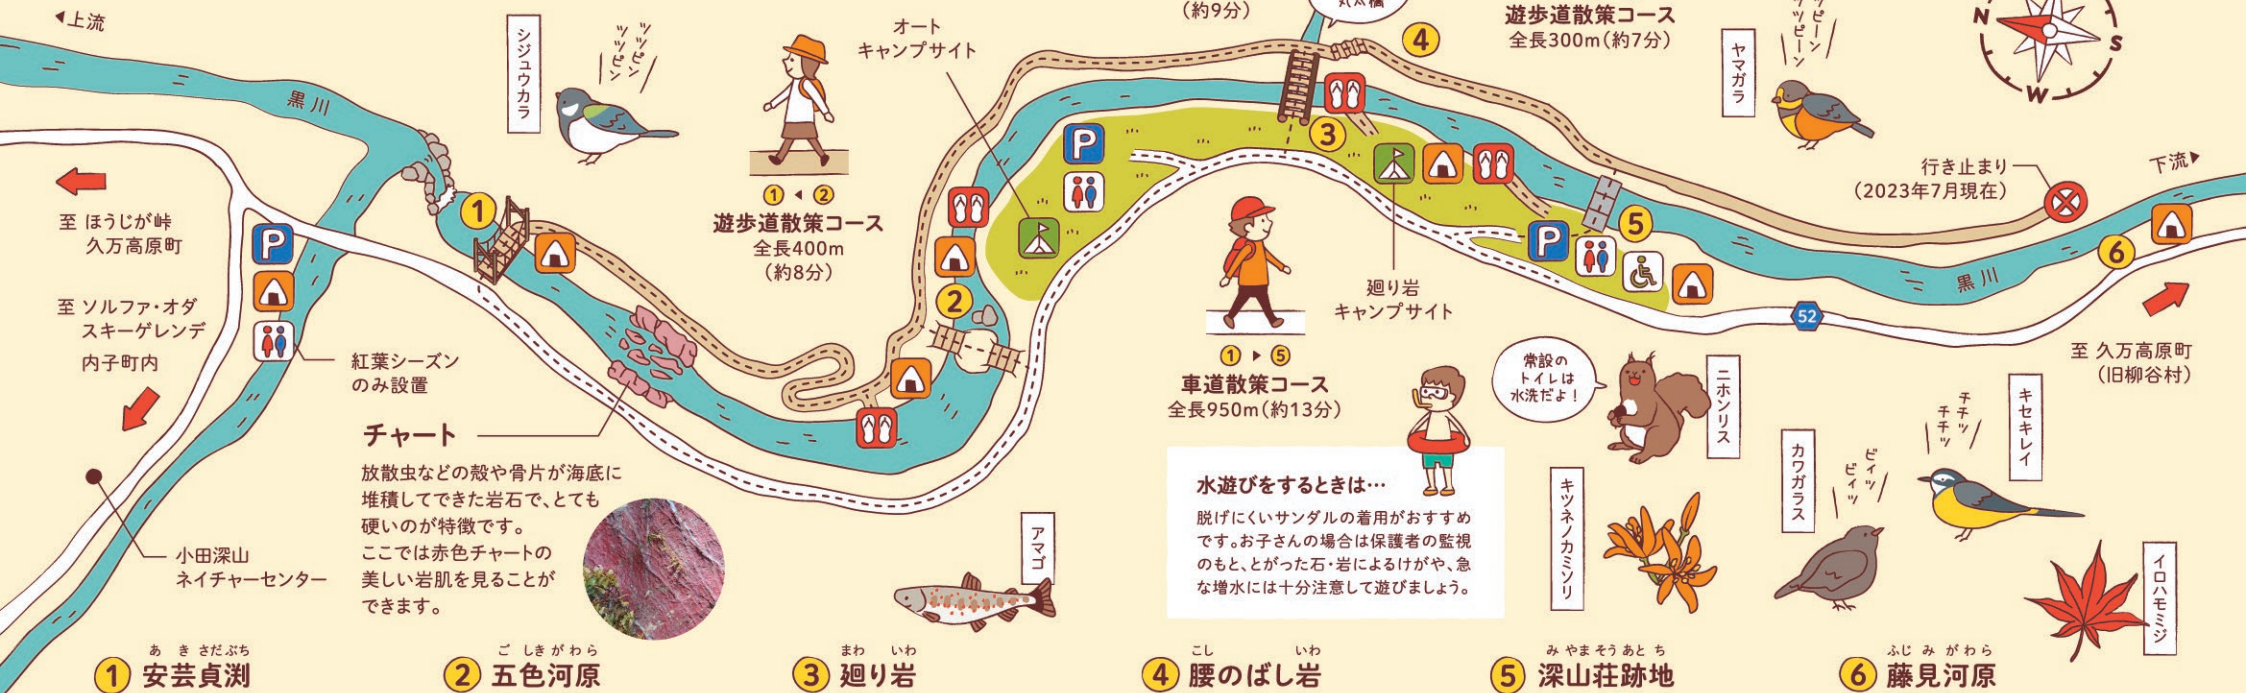 ◀上流
黒川
シジュウカラ
ツツピン
ツツピン
①◀②
遊歩道散策コース
全長400m
(約8分)
オート
キャンプサイト
(約9分)
④
遊歩道散策コース
全長300m(約7分)
ヤマガラ
ツツピーン
N
S
W
行き止まり
(2023年7月現在)
下流▶
至 ほうじが峠
久万高原町
至 ソルファ・オダ
スキーゲレンデ
内子町内
P
①
紅葉シーズン
のみ設置
小田深山
ネイチャーセンター
チャート
放散虫などの殻や骨片が海底に
堆積してできた岩石で、とても
硬いのが特徴です。
ここでは赤色チャートの
美しい岩肌を見ることが
できます。
②
P
③
①▶⑤
車道散策コース
全長950m(約13分)
廻り岩
キャンプサイト
P
⑤
52
黒川
⑥
至 久万高原町
(旧柳谷村)
アマゴ
水遊びをするときは…
脱げにくいサンダルの着用がおすすめ
です。お子さんの場合は保護者の監視
のもと、とがった石・岩によるけがや、急
な増水には十分注意して遊びましょう。
常設の
トイレは
水洗だよ！
ニホンリス
キツネノカミソリ
カワガラス
ビィツ
ビィツ
キセキレイ
チチツ
チチツ
イロハモミジ
あきさだぶち
① 安芸貞渕
ごしきがわら
② 五色河原
まわ いわ
③ 廻り岩
こし いわ
④ 腰のばし岩
みやまそうあとち
⑤ 深山荘跡地
ふじみがわら
⑥ 藤見河原